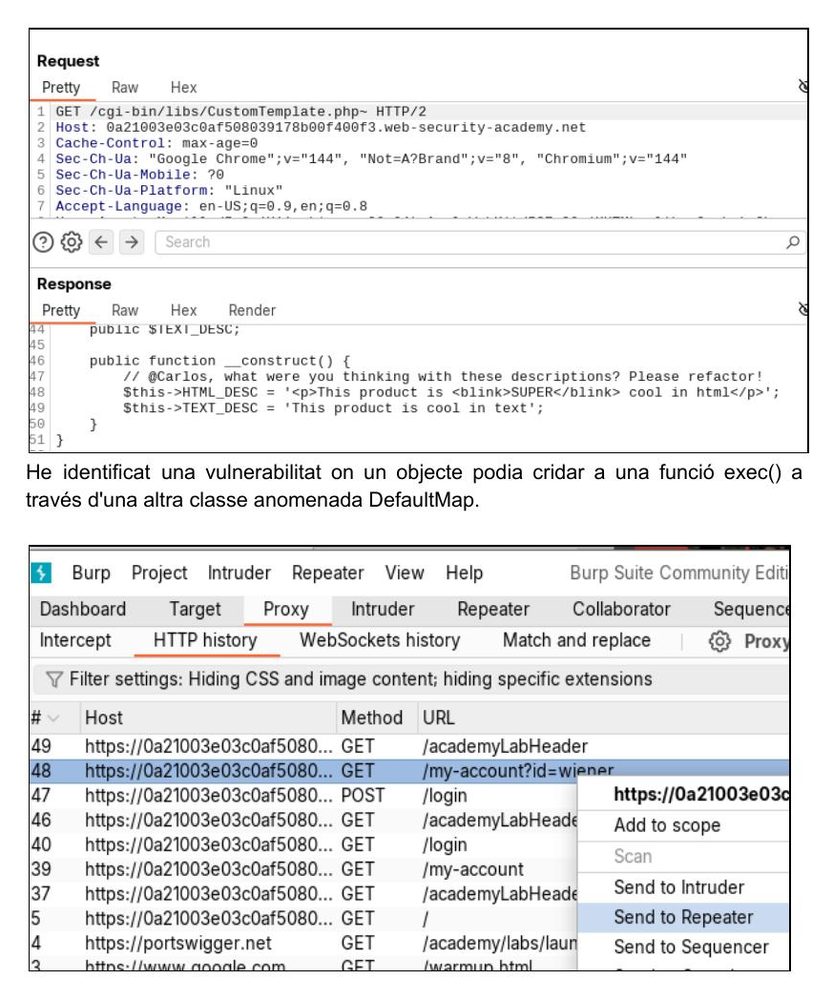 Request
Pretty Raw Hex
1 GET /cgi-bin/libs/CustomTemplate.php~ HTTP/2
2 Host: 0a21003e03c0af508039178b00f400f3.web-security-academy.net
3 Cache-Control: max-age=0
4 Sec-Ch-Ua: "Google Chrome";v="144", "Not=A?Brand";v="8", "Chromium";v="144"
5 Sec-Ch-Ua-Mobile: ?0
6 Sec-Ch-Ua-Platform: "Linux"
7 Accept-Language: en-US;q=0.9,en;q=0.8
Search
Response
Pretty Raw Hex Render
44 public $TEXT_DESC;
45
46 public function __construct() {
47 // @Carlos, what were you thinking with these descriptions? Please refactor!
48 $this->HTML_DESC = '<p>This product is <blink>SUPER</blink> cool in html</p>';
49 $this->TEXT_DESC = 'This product is cool in text';
50 }
51 }
He identificat una vulnerabilitat on un objecte podia cridar a una funció exec() a
través d'una altra classe anomenada DefaultMap.
Burp Project Intruder Repeater View Help Burp Suite Community Editi
Dashboard Target Proxy Intruder Repeater Collaborator Sequence
Intercept HTTP history WebSockets history Match and replace Proxy
Filter settings: Hiding CSS and image content; hiding specific extensions
# Host Method URL
49 https://0a21003e03c0af5080... GET /academyLabHeader
48 https://0a21003e03c0af5080... GET /my-account?id=wiener
47 https://0a21003e03c0af5080... POST /login https://0a21003e03c
46 https://0a21003e03c0af5080... GET /academyLabHeade Add to scope
40 https://0a21003e03c0af5080... GET /login Scan
39 https://0a21003e03c0af5080... GET /my-account Send to Intruder
37 https://0a21003e03c0af5080... GET /academyLabHeade
5 https://0a21003e03c0af5080... GET / Send to Repeater
4 https://portswigger.net GET /academy/labs/laun Send to Sequencer
3 https://www.google.com GET /warmup.html